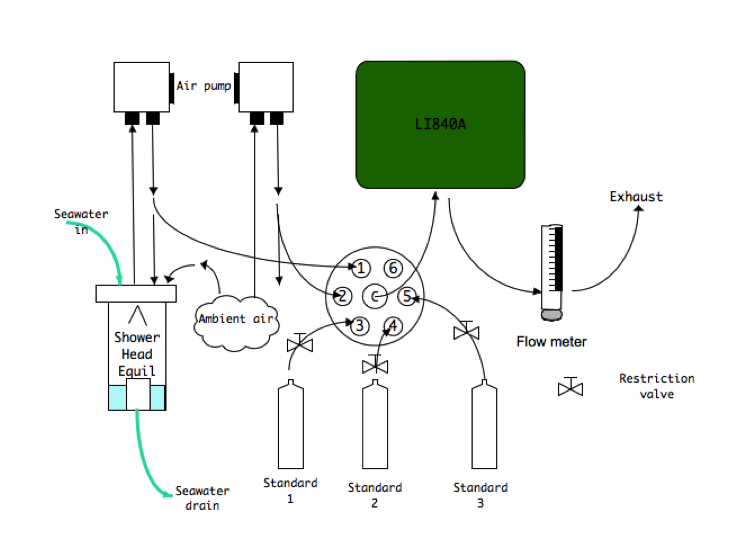 Air pump
LI840A
Exhaust
Seawater
in
1
6
2
C
5
3
4
Ambient air
Shower
Head
Equil
Flow meter
Restriction
valve
Standard
1
Standard
2
Standard
3
Seawater
drain